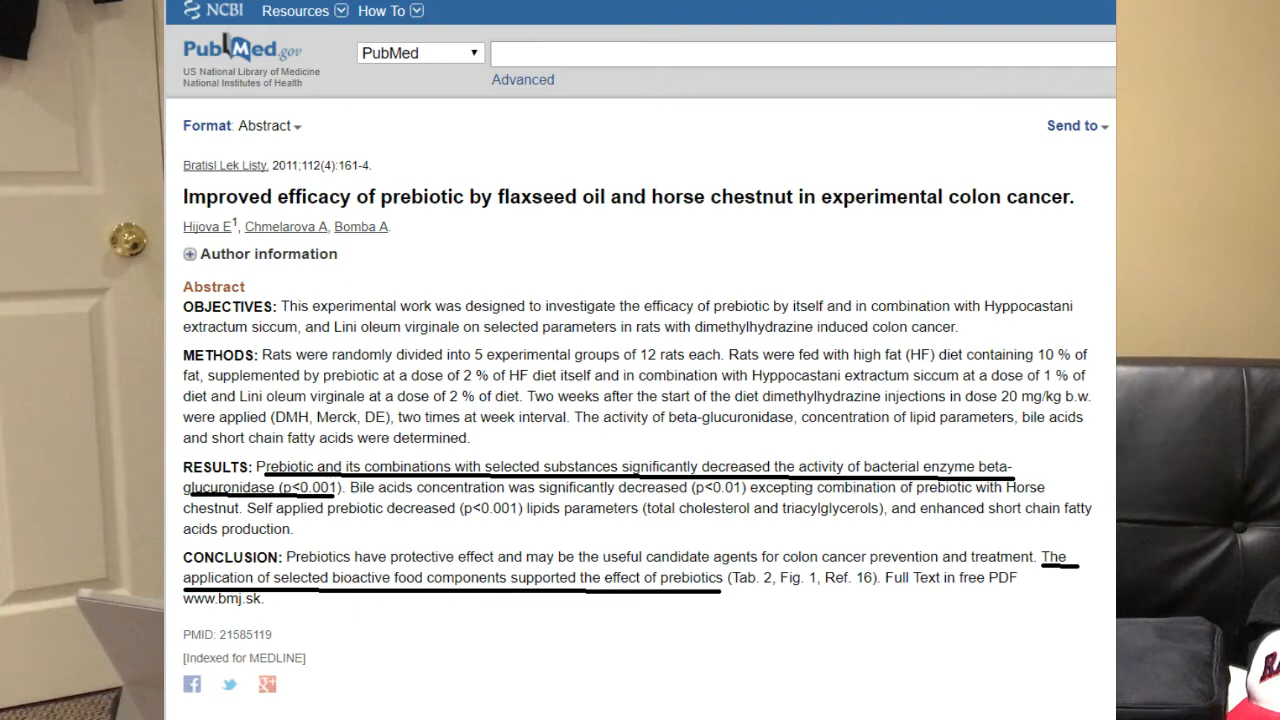 NCBI Resources How To
PubMed.gov
US National Library of Medicine
National Institutes of Health
PubMed
Advanced
Format: Abstract
Send to
Bratisl Lek Listy. 2011;112(4):161-4.
Improved efficacy of prebiotic by flaxseed oil and horse chestnut in experimental colon cancer.
Hijova E1, Chmelarova A, Bomba A.
Author information
Abstract
OBJECTIVES: This experimental work was designed to investigate the efficacy of prebiotic by itself and in combination with Hyppocastani
extractum siccum, and Lini oleum virginale on selected parameters in rats with dimethylhydrazine induced colon cancer.
METHODS: Rats were randomly divided into 5 experimental groups of 12 rats each. Rats were fed with high fat (HF) diet containing 10 % of
fat, supplemented by prebiotic at a dose of 2 % of HF diet itself and in combination with Hyppocastani extractum siccum at a dose of 1 % of
diet and Lini oleum virginale at a dose of 2 % of diet. Two weeks after the start of the diet dimethylhydrazine injections in dose 20 mg/kg b.w.
were applied (DMH, Merck, DE), two times at week interval. The activity of beta-glucuronidase, concentration of lipid parameters, bile acids
and short chain fatty acids were determined.
RESULTS: Prebiotic and its combinations with selected substances significantly decreased the activity of bacterial enzyme beta-
glucuronidase (p<0.001). Bile acids concentration was significantly decreased (p<0.01) excepting combination of prebiotic with Horse
chestnut. Self applied prebiotic decreased (p<0.001) lipids parameters (total cholesterol and triacylglycerols), and enhanced short chain fatty
acids production.
CONCLUSION: Prebiotics have protective effect and may be the useful candidate agents for colon cancer prevention and treatment. The
application of selected bioactive food components supported the effect of prebiotics (Tab. 2, Fig. 1, Ref. 16). Full Text in free PDF
www.bmj.sk.
PMID: 21585119
[Indexed for MEDLINE]